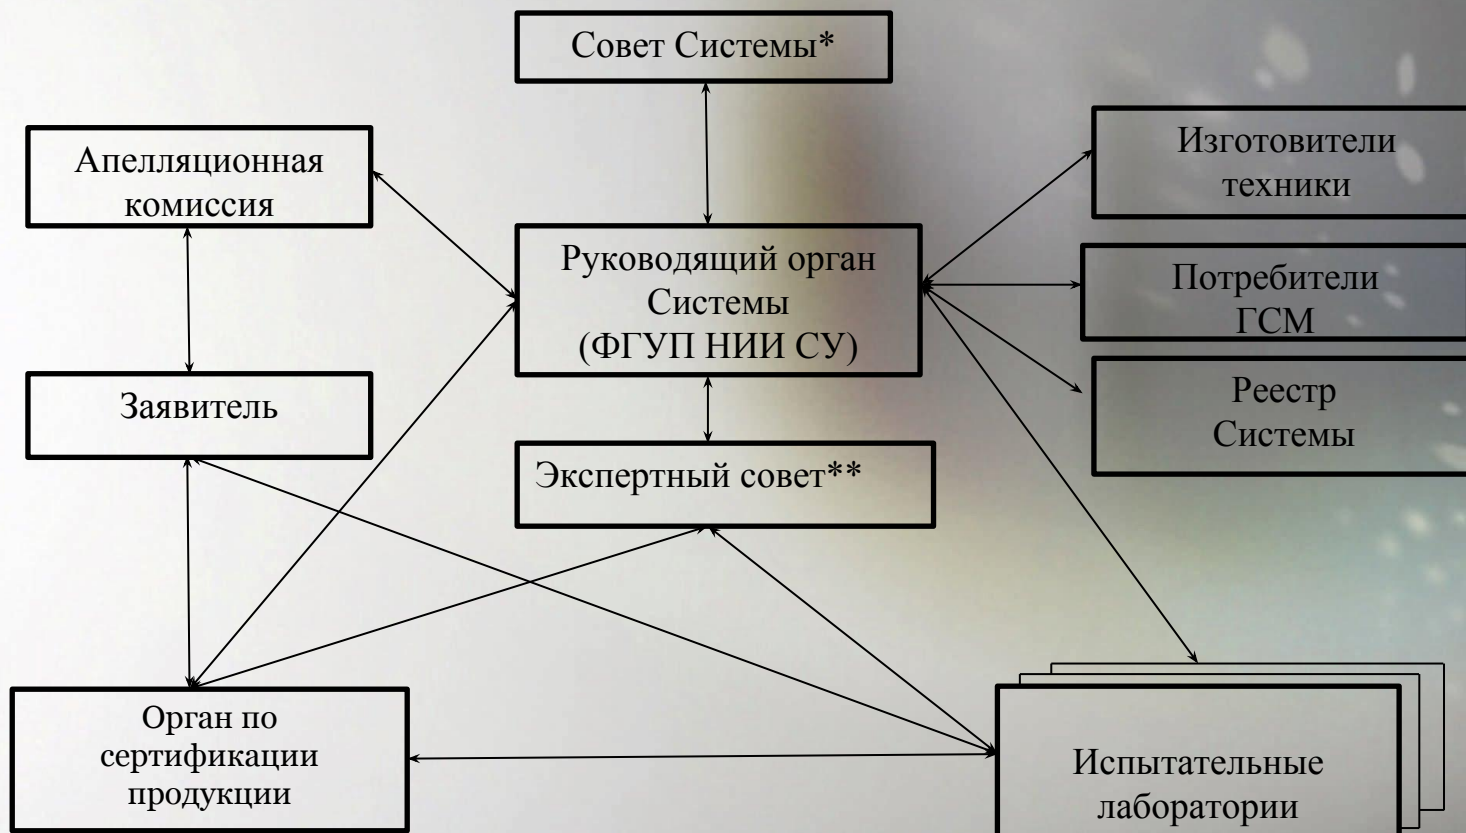 Совет Системы*
Апелляционная
комиссия
Изготовители
техники
Руководящий орган
Системы
(ФГУП НИИ СУ)
Потребители
ГСМ
Заявитель
Реестр
Системы
Экспертный совет**
Орган по
сертификации
продукции
Испытательные
лаборатории